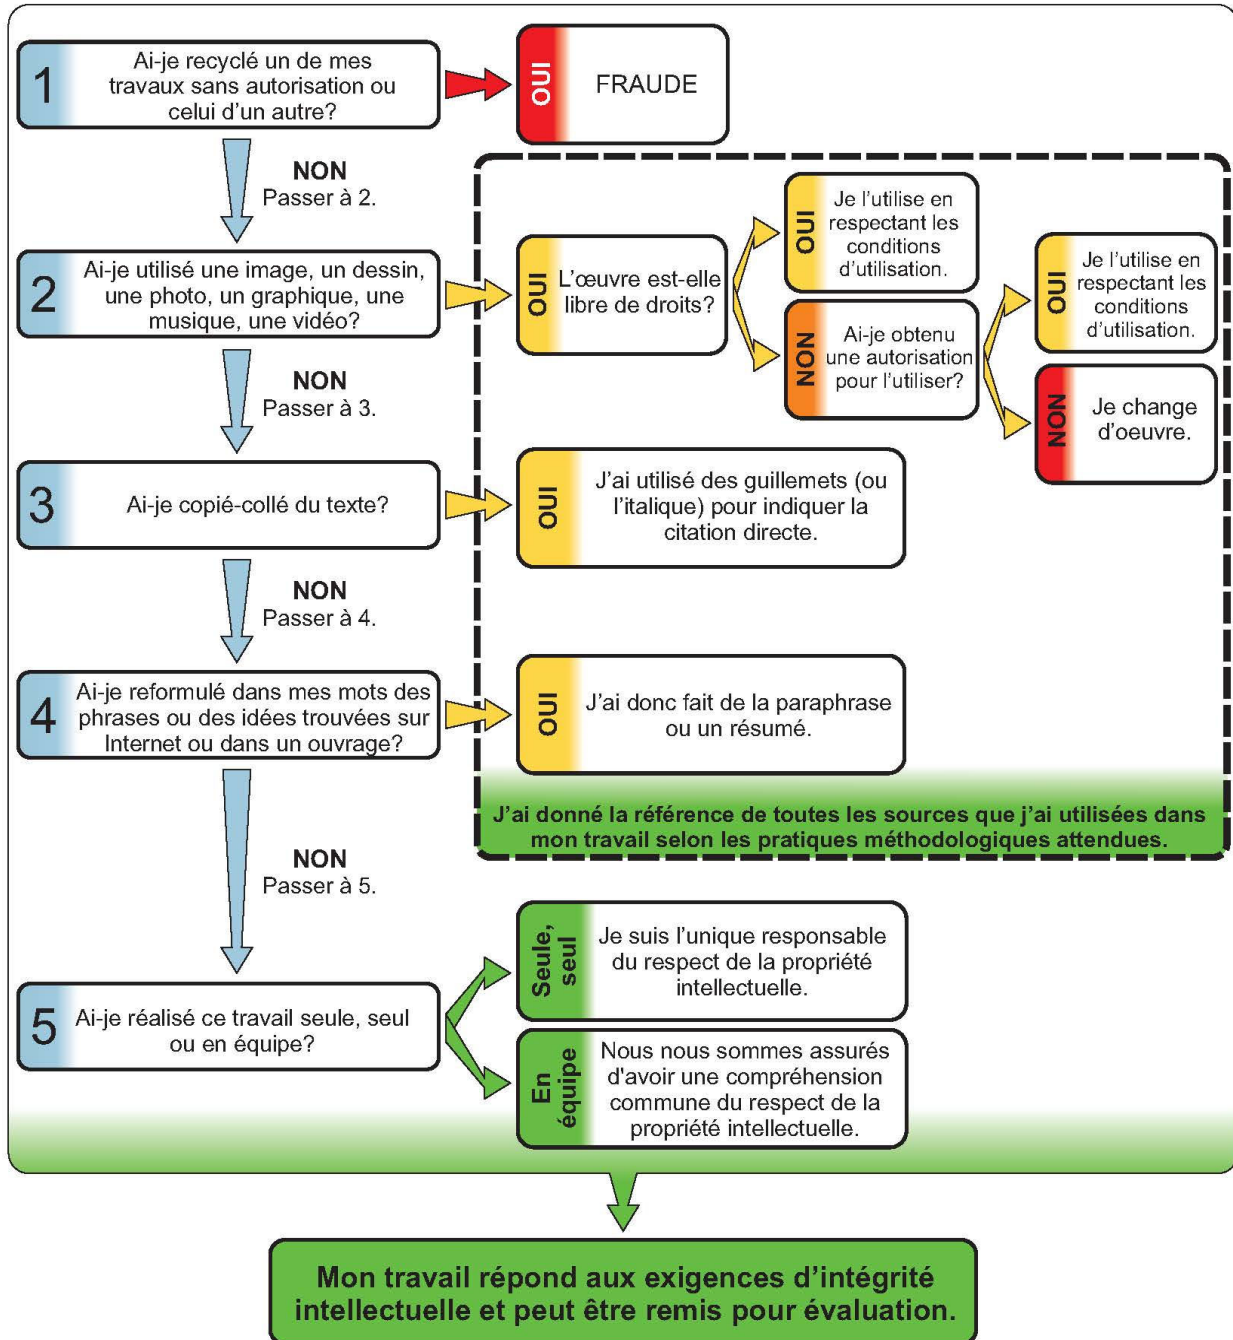 1
Ai-je recyclé un de mes
travaux sans autorisation ou
celui d'un autre?
OUI
FRAUDE
NON
Passer à 2.
2
Ai-je utilisé une image, un dessin,
une photo, un graphique, une
musique, une vidéo?
OUI
L'œuvre est-elle
libre de droits?
OUI
Je l'utilise en
respectant les
conditions
d'utilisation.
NON
Ai-je obtenu
une autorisation
pour l'utiliser?
OUI
Je l'utilise en
respectant les
conditions
d'utilisation.
NON
Je change
d'oeuvre.
NON
Passer à 3.
3
Ai-je copié-collé du texte?
OUI
J'ai utilisé des guillemets (ou
l'italique) pour indiquer la
citation directe.
NON
Passer à 4.
4
Ai-je reformulé dans mes mots des
phrases ou des idées trouvées sur
Internet ou dans un ouvrage?
OUI
J'ai donc fait de la paraphrase
ou un résumé.
J'ai donné la référence de toutes les sources que j'ai utilisées dans
mon travail selon les pratiques méthodologiques attendues.
NON
Passer à 5.
5
Ai-je réalisé ce travail seule, seul
ou en équipe?
Seule,
seul
Je suis l'unique responsable
du respect de la propriété
intellectuelle.
En
équipe
Nous nous sommes assurés
d'avoir une compréhension
commune du respect de la
propriété intellectuelle.
Mon travail répond aux exigences d'intégrité
intellectuelle et peut être remis pour évaluation.